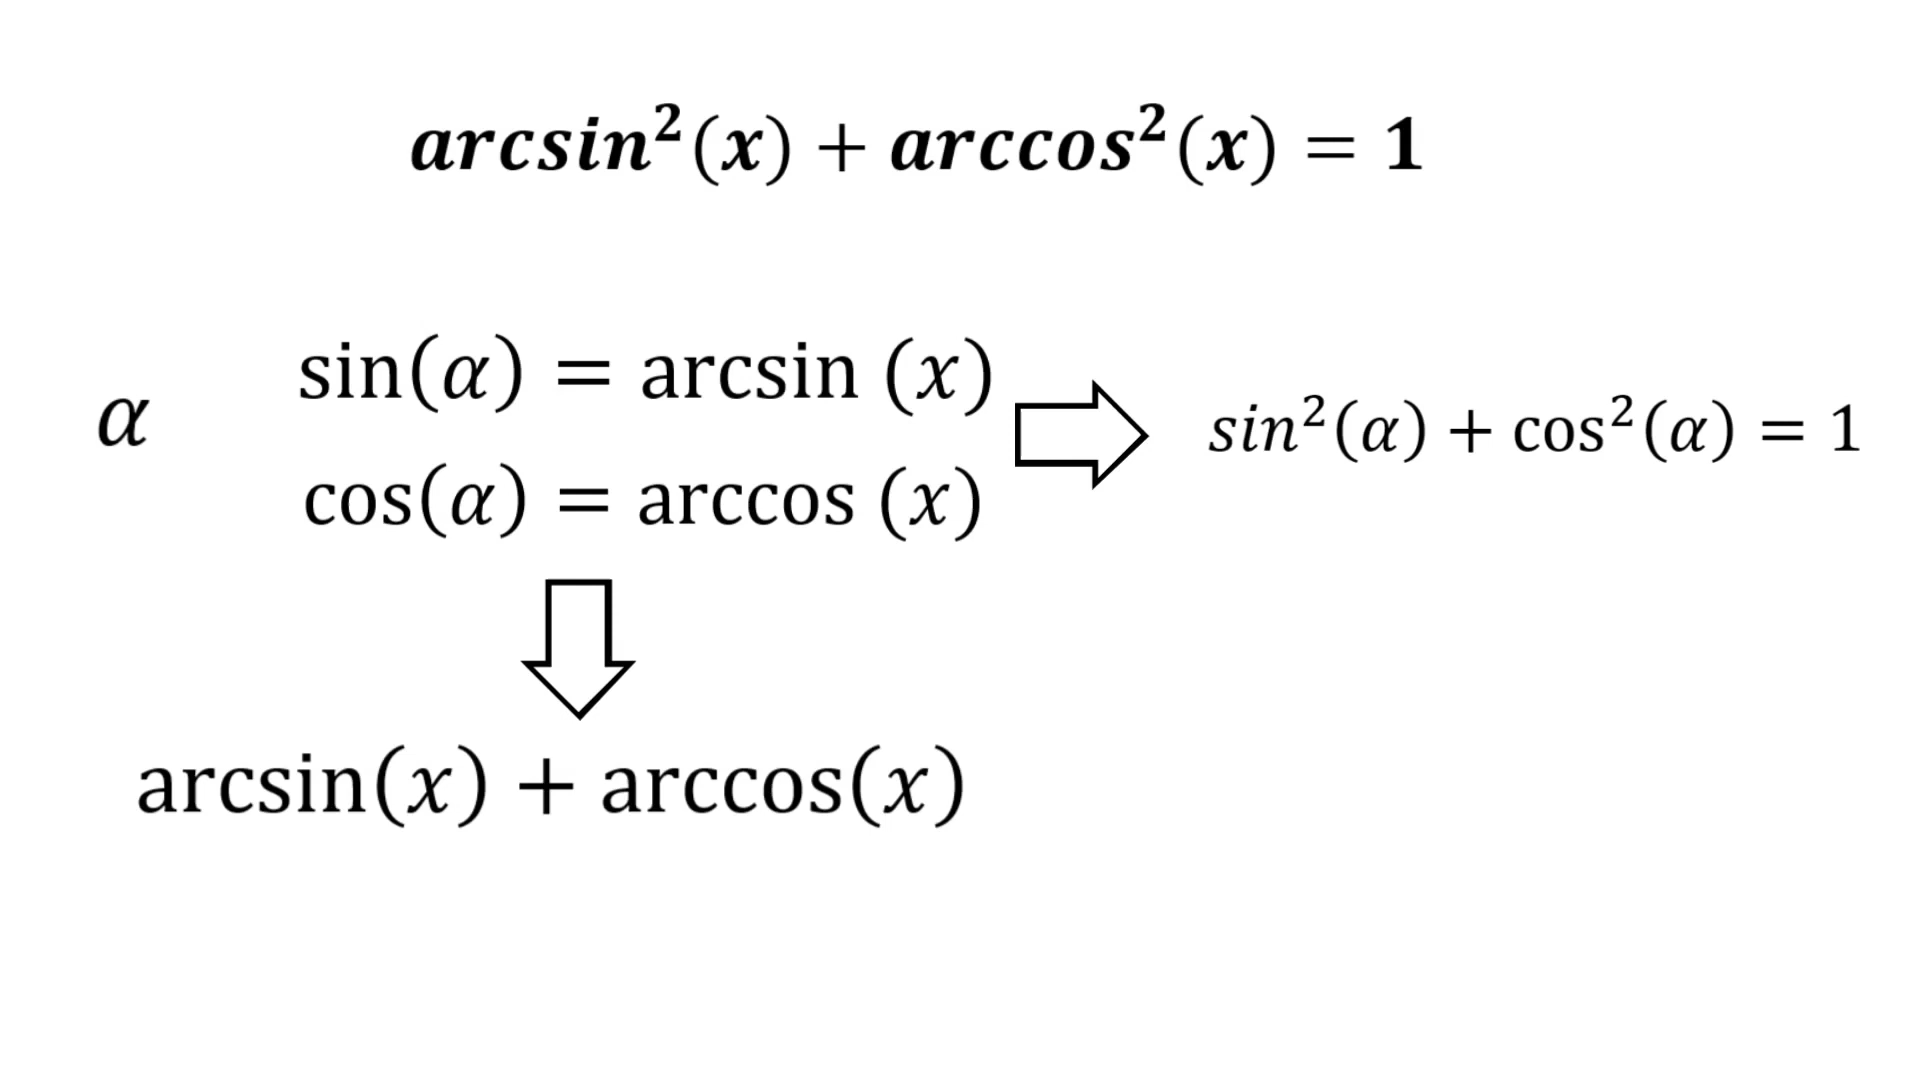 arcsin²(x) + arccos²(x) = 1
sin(α) = arcsin (x)
α
sin²(α) + cos²(α) = 1
cos(α) = arccos (x)
arcsin(x) + arccos(x)